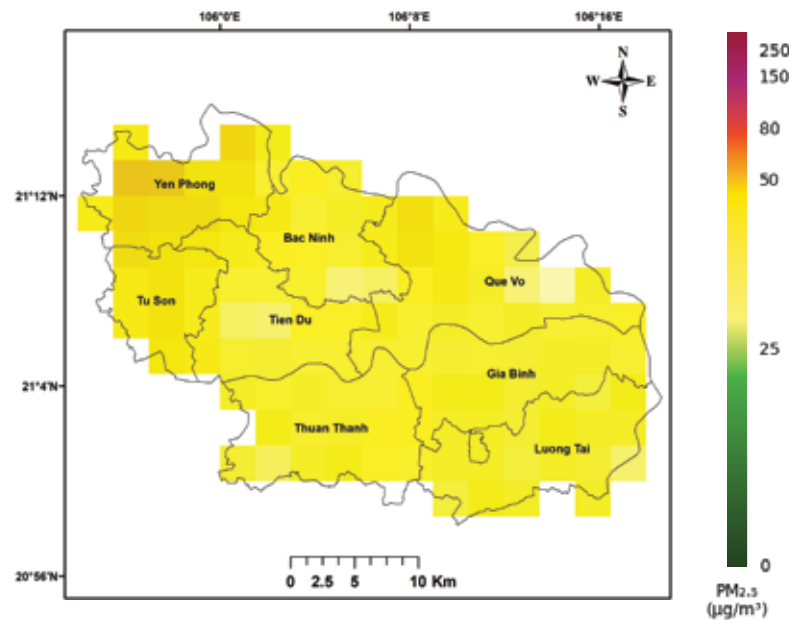 106°0'E 106°8'E 106°16'E
N
W E
S
250
150
80
50
25
0
PM2.5
(µg/m³)
21°12'N
21°4'N
20°56'N
Yen Phong
Bac Ninh
Que Vo
Tu Son
Tien Du
Gia Binh
Thuan Thanh
Luong Tai
0 2.5 5 10 Km